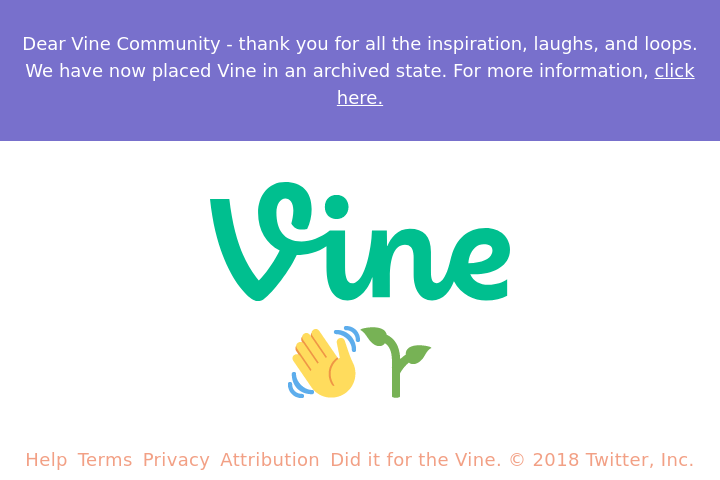 Dear Vine Community - thank you for all the inspiration, laughs, and loops.
We have now placed Vine in an archived state. For more information, click
here.
Vine
Help Terms Privacy Attribution Did it for the Vine. © 2018 Twitter, Inc.